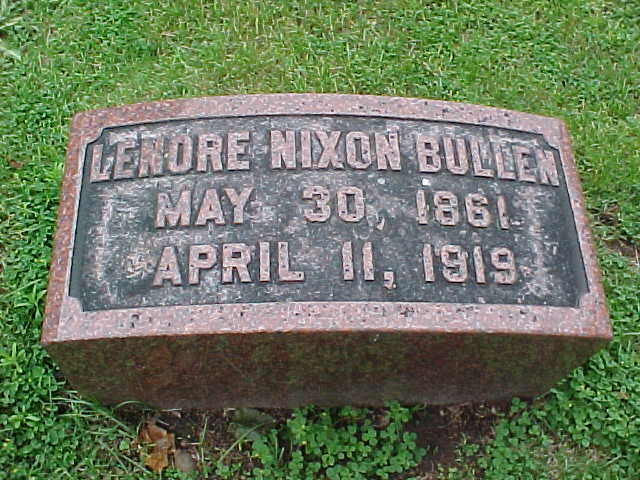 LENORE NIXON BULLEN
MAY 30, 1861.
APRIL 11, 1919.